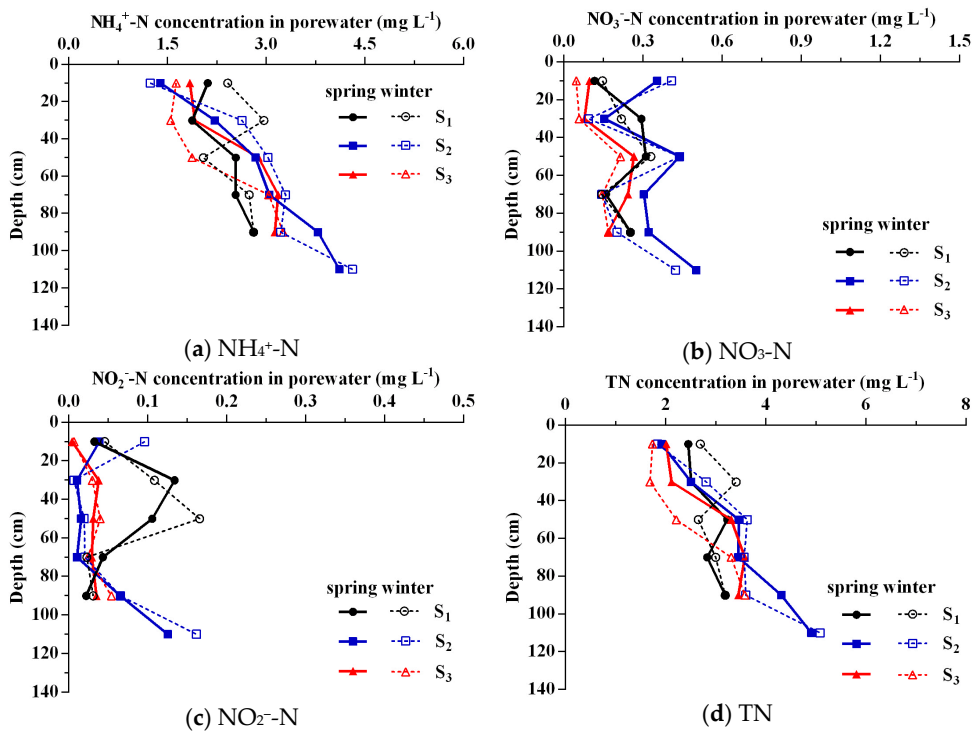 NH₄⁺-N concentration in porewater (mg L⁻¹)
0.0 1.5 3.0 4.5 6.0
0
20
40
60
80
100
120
140
Depth (cm)
spring winter
S₁
S₂
S₃
(a) NH₄⁺-N
NO₃⁻-N concentration in porewater (mg L⁻¹)
0.0 0.3 0.6 0.9 1.2 1.5
0
20
40
60
80
100
120
140
Depth (cm)
spring winter
S₁
S₂
S₃
(b) NO₃-N
NO₂⁻-N concentration in porewater (mg L⁻¹)
0.0 0.1 0.2 0.3 0.4 0.5
0
20
40
60
80
100
120
140
Depth (cm)
spring winter
S₁
S₂
S₃
(c) NO₂⁻-N
TN concentration in porewater (mg L⁻¹)
0 2 4 6 8
0
20
40
60
80
100
120
140
Depth (cm)
spring winter
S₁
S₂
S₃
(d) TN